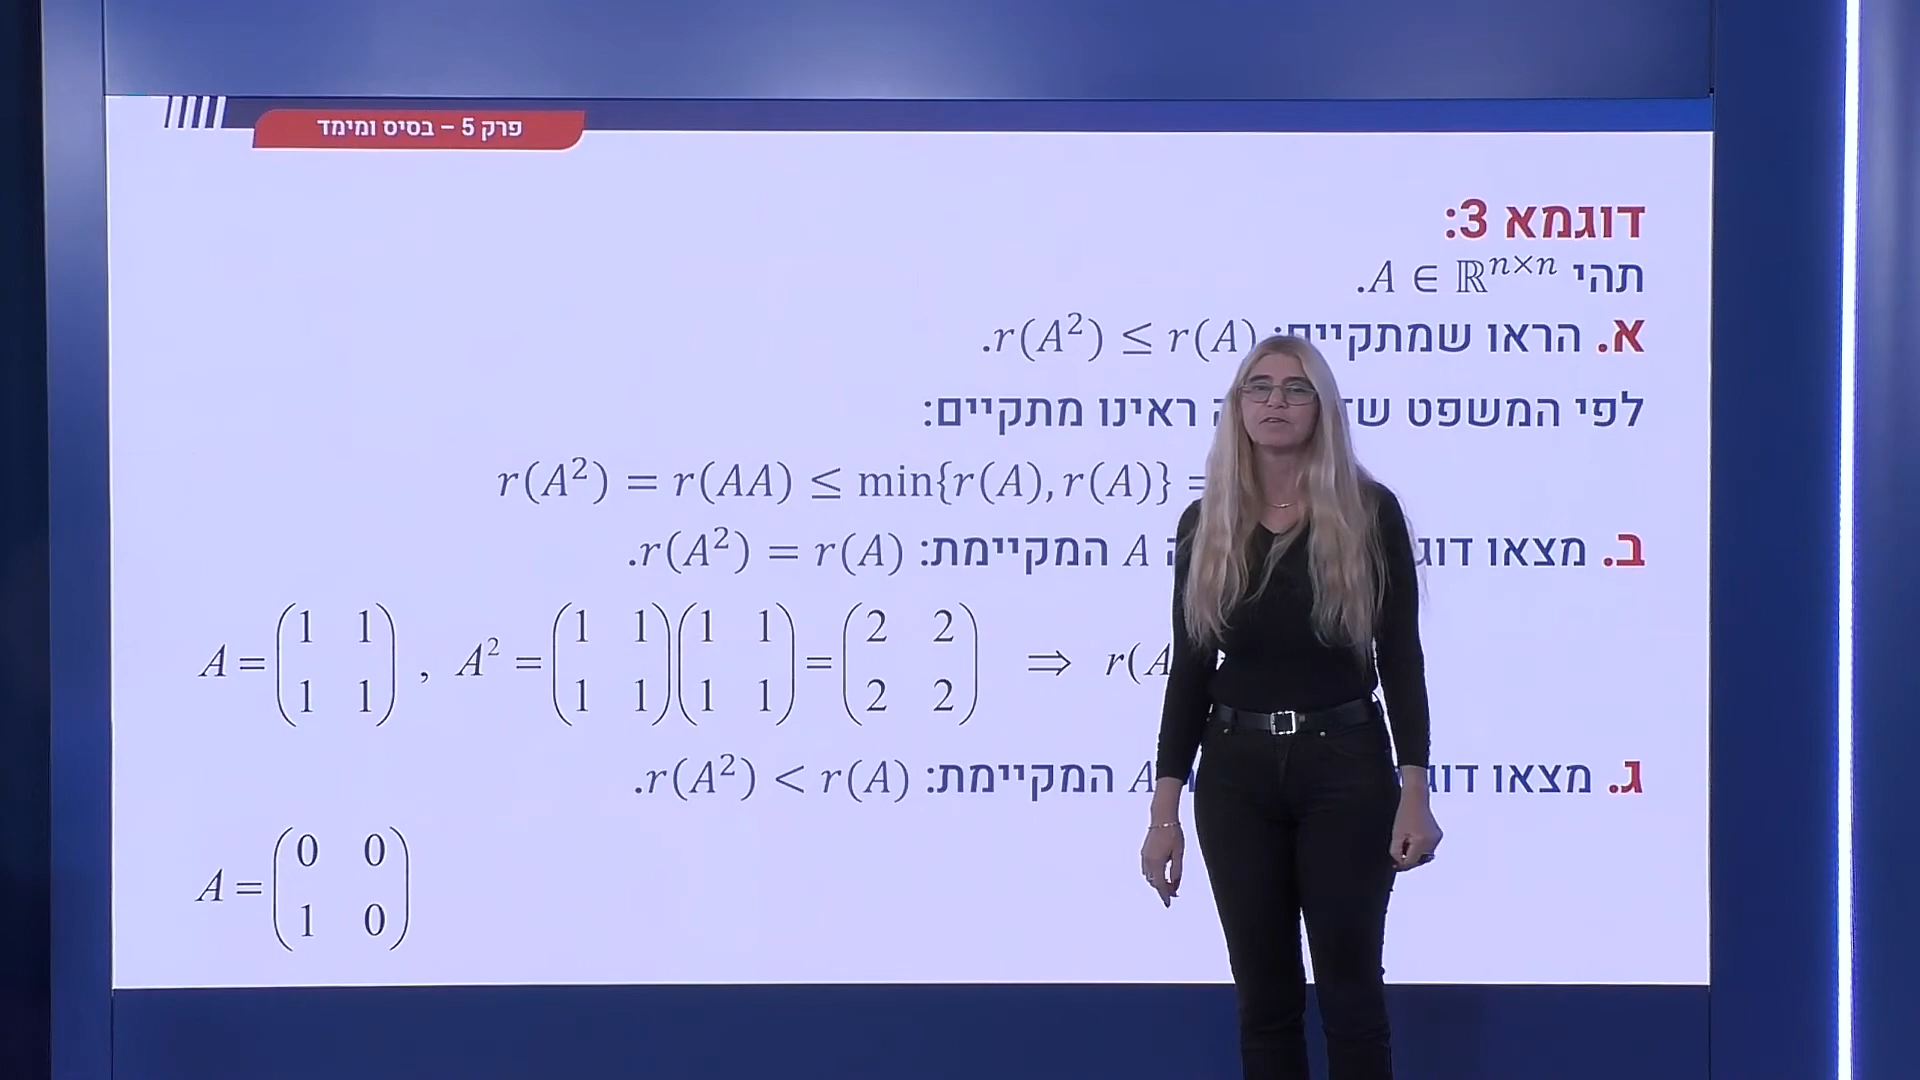 פרק 5 – בסיס ומימד
דוגמא 3:
תהי A ∈ ℝⁿˣⁿ.
א. הראו שמתקיים: r(A²) ≤ r(A).
לפי המשפט ראינו מתקיים:
r(A²) = r(AA) ≤ min{r(A), r(A)} =
ב. מצאו A המקיימת: r(A²) = r(A).
A = (1 1 ; 1 1) , A² = (1 1 ; 1 1)(1 1 ; 1 1) = (2 2 ; 2 2) ⇒ r(A
ג. מצאו A המקיימת: r(A²) < r(A).
A = (0 0 ; 1 0)